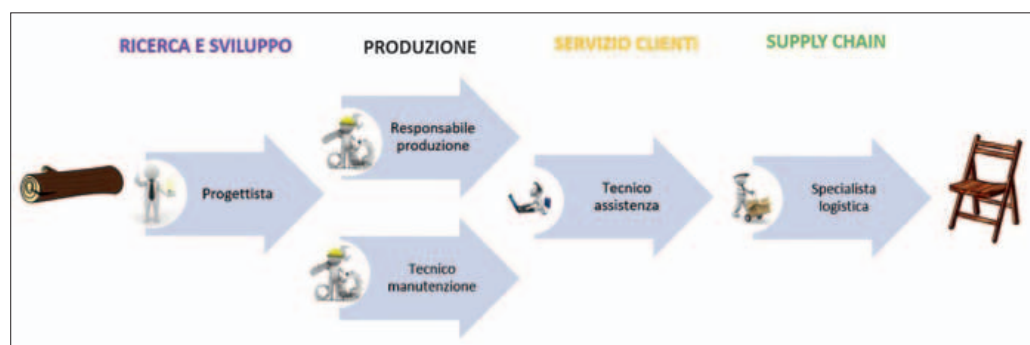 RICERCA E SVILUPPO
PRODUZIONE
SERVIZIO CLIENTI
SUPPLY CHAIN
Progettista
Responsabile
produzione
Tecnico
manutenzione
Tecnico
assistenza
Specialista
logistica